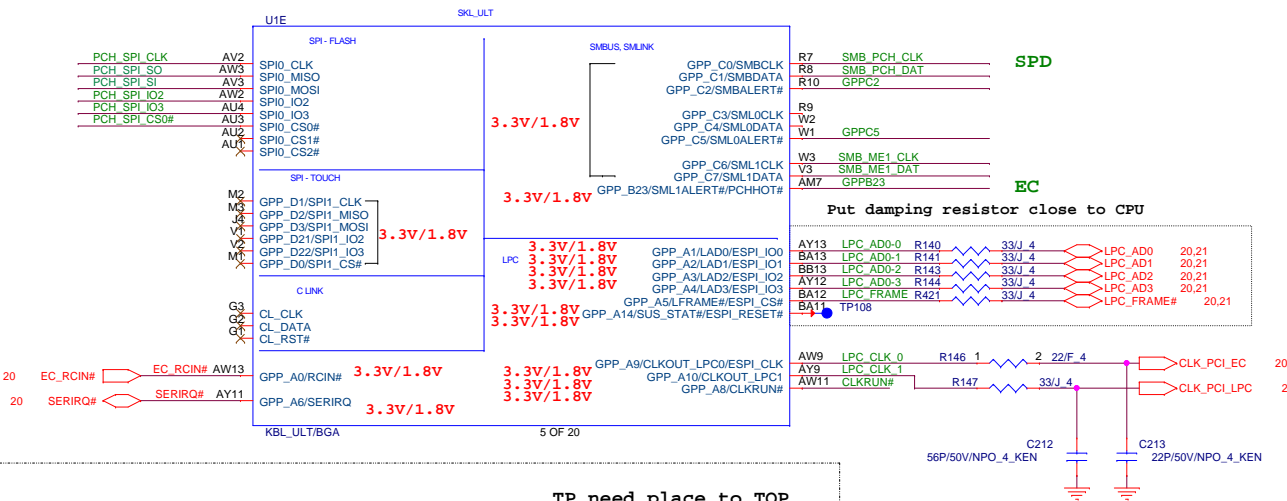 U1E
SKL_ULT
SPI - FLASH
SMBUS, SMLINK
PCH_SPI_CLK AV2 SPI0_CLK
PCH_SPI_SO AW3 SPI0_MISO
PCH_SPI_SI AV3 SPI0_MOSI
PCH_SPI_IO2 AW2 SPI0_IO2
PCH_SPI_IO3 AU4 SPI0_IO3
PCH_SPI_CS0# AU3 SPI0_CS0#
AU2 SPI0_CS1#
AU1 SPI0_CS2#
3.3V/1.8V
GPP_C0/SMBCLK R7 SMB_PCH_CLK
GPP_C1/SMBDATA R8 SMB_PCH_DAT
GPP_C2/SMBALERT# R10 GPPC2
SPD
GPP_C3/SML0CLK R9
GPP_C4/SML0DATA W2
GPP_C5/SML0ALERT# W1 GPPC5
GPP_C6/SML1CLK W3 SMB_ME1_CLK
GPP_C7/SML1DATA V3 SMB_ME1_DAT
GPP_B23/SML1ALERT#/PCHHOT# AM7 GPPB23
EC
3.3V/1.8V
SPI - TOUCH
M2 GPP_D1/SPI1_CLK
M3 GPP_D2/SPI1_MISO
J4 GPP_D3/SPI1_MOSI
V1 GPP_D21/SPI1_IO2
V2 GPP_D22/SPI1_IO3
M1 GPP_D0/SPI1_CS#
3.3V/1.8V
Put damping resistor close to CPU
LPC
3.3V/1.8V GPP_A1/LAD0/ESPI_IO0 AY13 LPC_AD0-0 R140 33/J_4 LPC_AD0 20,21
3.3V/1.8V GPP_A2/LAD1/ESPI_IO1 BA13 LPC_AD0-1 R141 33/J_4 LPC_AD1 20,21
3.3V/1.8V GPP_A3/LAD2/ESPI_IO2 BB13 LPC_AD0-2 R143 33/J_4 LPC_AD2 20,21
3.3V/1.8V GPP_A4/LAD3/ESPI_IO3 AY12 LPC_AD0-3 R144 33/J_4 LPC_AD3 20,21
3.3V/1.8V GPP_A5/LFRAME#/ESPI_CS# BA12 LPC_FRAME R421 33/J_4 LPC_FRAME# 20,21
3.3V/1.8V GPP_A14/SUS_STAT#/ESPI_RESET# BA11 TP108
C LINK
G3 CL_CLK
G2 CL_DATA
G1 CL_RST#
20 EC_RCIN# EC_RCIN# AW13 GPP_A0/RCIN# 3.3V/1.8V
20 SERIRQ# SERIRQ# AY11 GPP_A6/SERIRQ
3.3V/1.8V
3.3V/1.8V GPP_A9/CLKOUT_LPC0/ESPI_CLK AW9 LPC_CLK_0 R146 1 2 22/F_4 CLK_PCI_EC 20
3.3V/1.8V GPP_A10/CLKOUT_LPC1 AY9 LPC_CLK_1 R147 33/J_4 CLK_PCI_LPC 2
3.3V/1.8V GPP_A8/CLKRUN# AW11 CLKRUN#
KBL_ULT/BGA
5 OF 20
C212
56P/50V/NPO_4_KEN
C213
22P/50V/NPO_4_KEN
TP need place to TOP